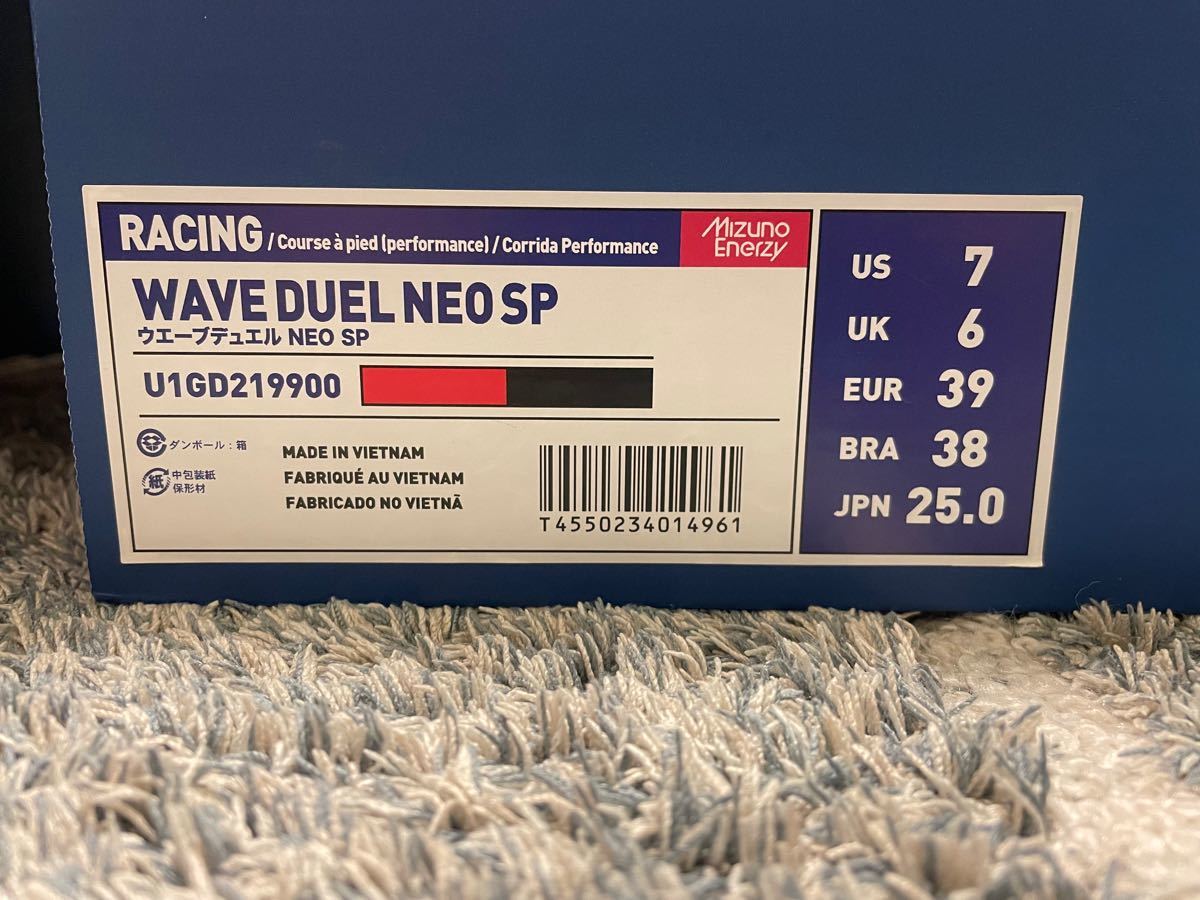 RACING / Course à pied (performance) / Corrida Performance
Mizuno
Enerzy
WAVE DUEL NEO SP
ウエーブデュエル NEO SP
U1GD219900
ダンボール：箱
紙
中包装紙
保形材
MADE IN VIETNAM
FABRIQUÉ AU VIETNAM
FABRICADO NO VIETNÃ
T4550234014961
US 7
UK 6
EUR 39
BRA 38
JPN 25.0